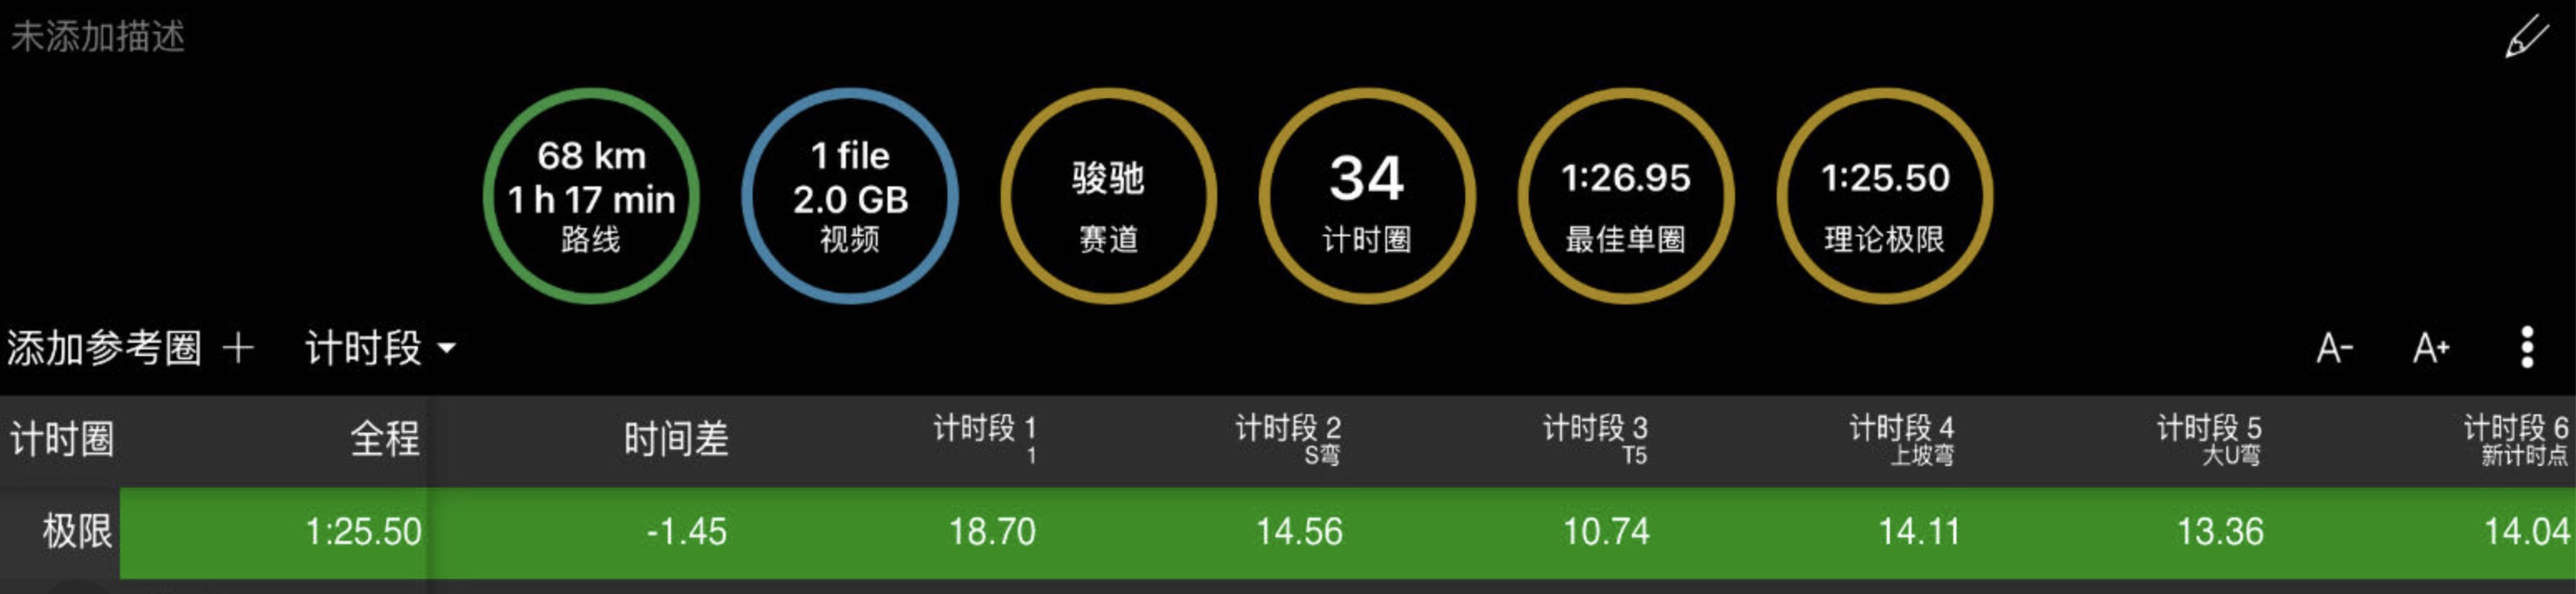 未添加描述
68 km
1 h 17 min
路线
1 file
2.0 GB
视频
骏驰
赛道
34
计时圈
1:26.95
最佳单圈
1:25.50
理论极限
添加参考圈 +
计时段
A-
A+
计时圈
全程
时间差
计时段 1
1
计时段 2
S弯
计时段 3
T5
计时段 4
上坡弯
计时段 5
大U弯
计时段 6
新计时点
极限
1:25.50
-1.45
18.70
14.56
10.74
14.11
13.36
14.04